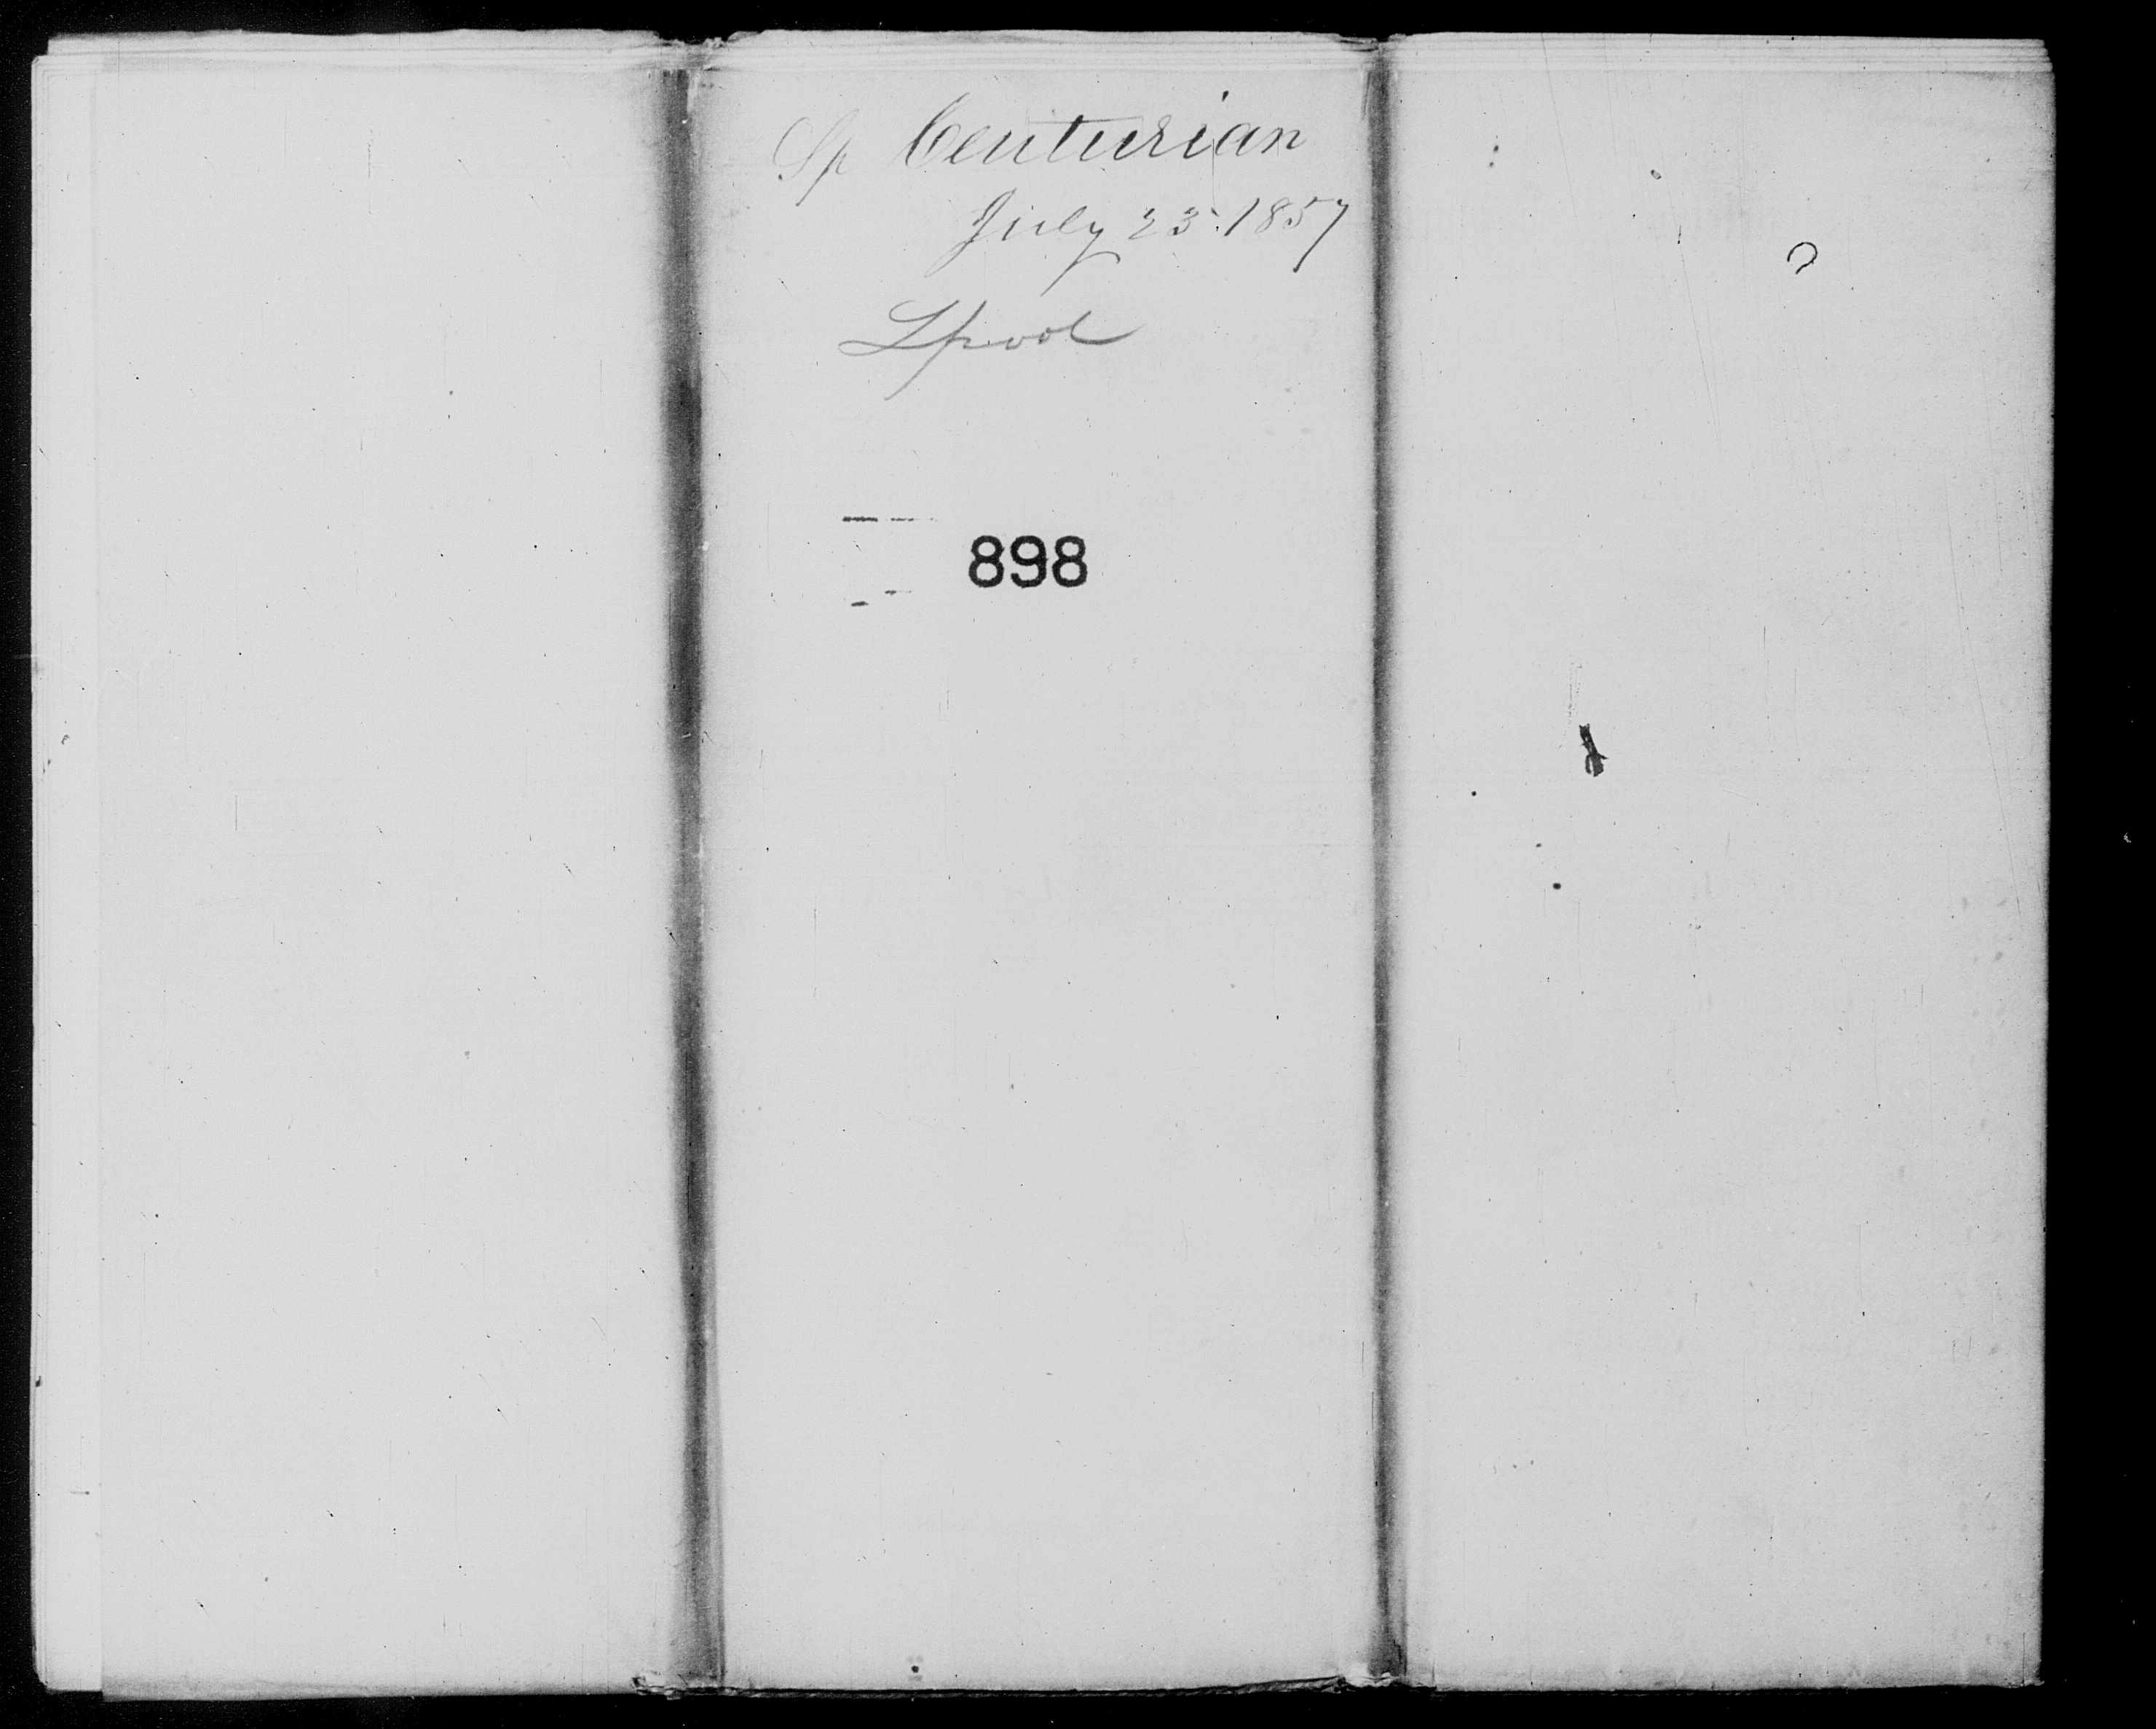 Sp Centurian
July 23. 1857
Lpool
898